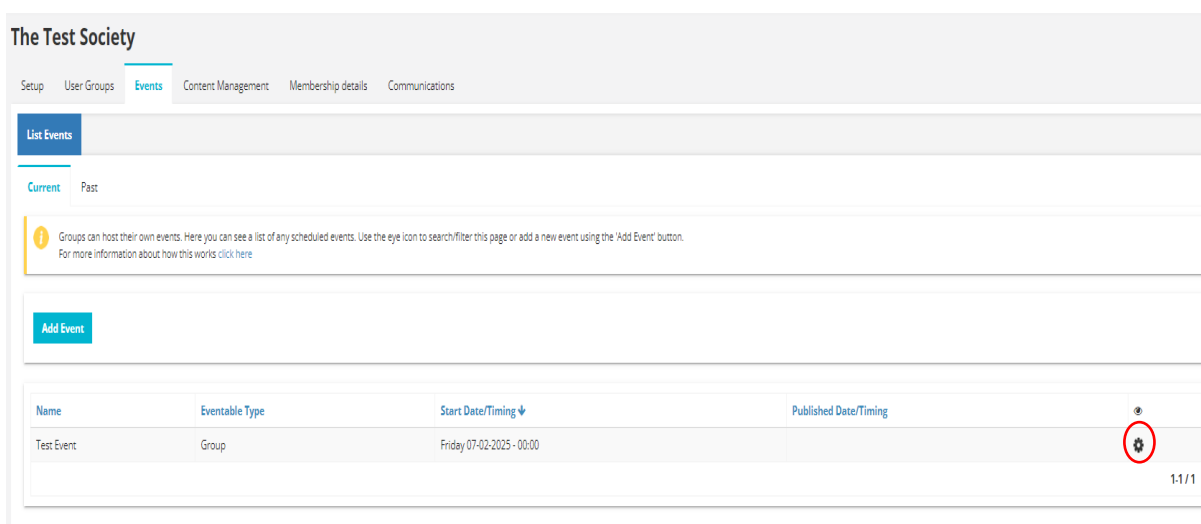 The Test Society
Setup User Groups Events Content Management Membership details Communications
List Events
Current Past
Groups can host their own events. Here you can see a list of any scheduled events. Use the eye icon to search/filter this page or add a new event using the 'Add Event' button.
For more information about how this works click here
Add Event
Name Eventable Type Start Date/Timing Published Date/Timing
Test Event Group Friday 07-02-2025 - 00:00
1-1 / 1